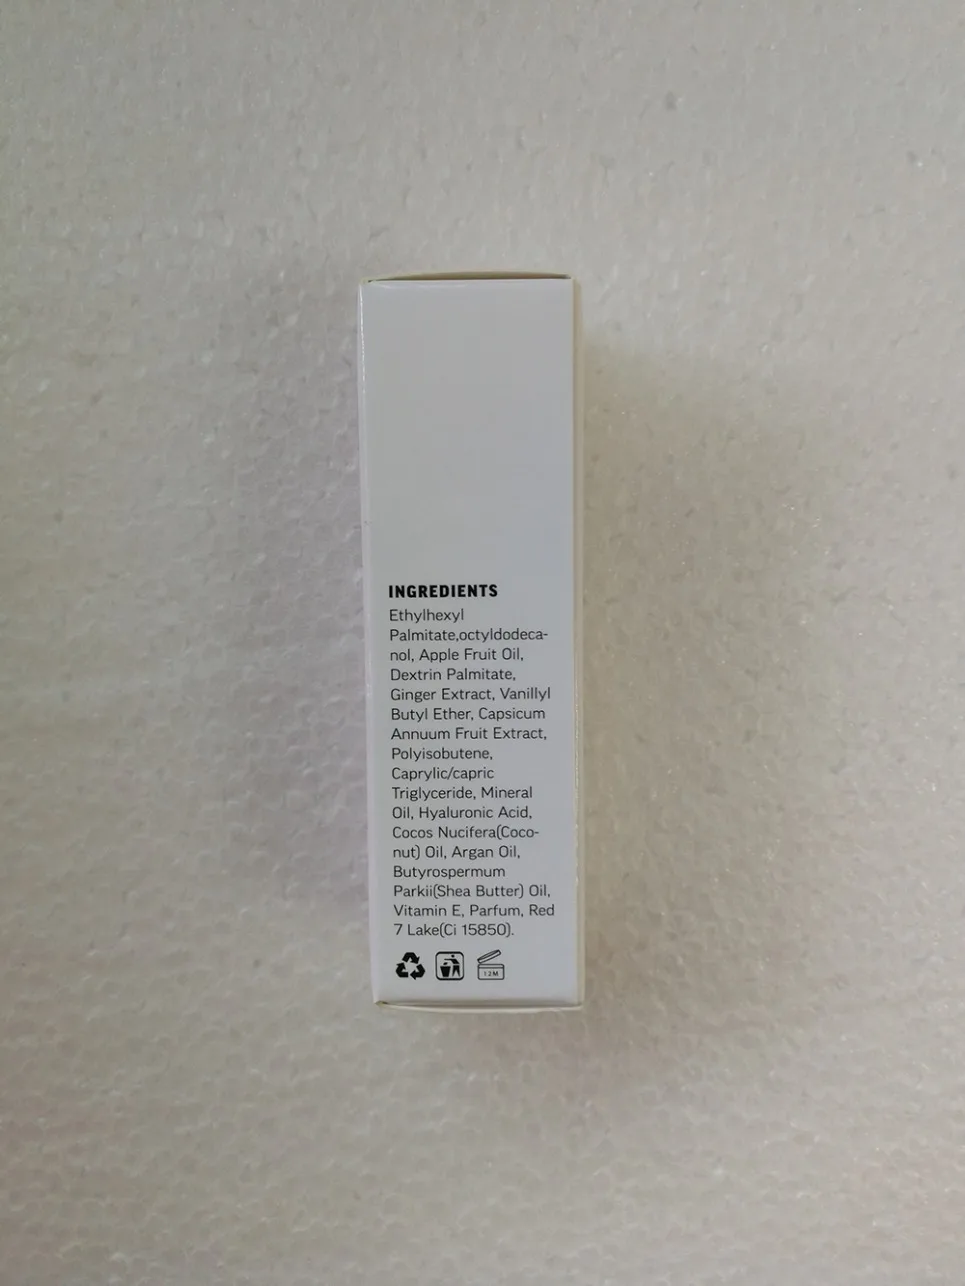 INGREDIENTS
Ethylhexyl
Palmitate,octyldodeca-
nol, Apple Fruit Oil,
Dextrin Palmitate,
Ginger Extract, Vanillyl
Butyl Ether, Capsicum
Annuum Fruit Extract,
Polyisobutene,
Caprylic/capric
Triglyceride, Mineral
Oil, Hyaluronic Acid,
Cocos Nucifera(Coco-
nut) Oil, Argan Oil,
Butyrospermum
Parkii(Shea Butter) Oil,
Vitamin E, Parfum, Red
7 Lake(Ci 15850).
12M